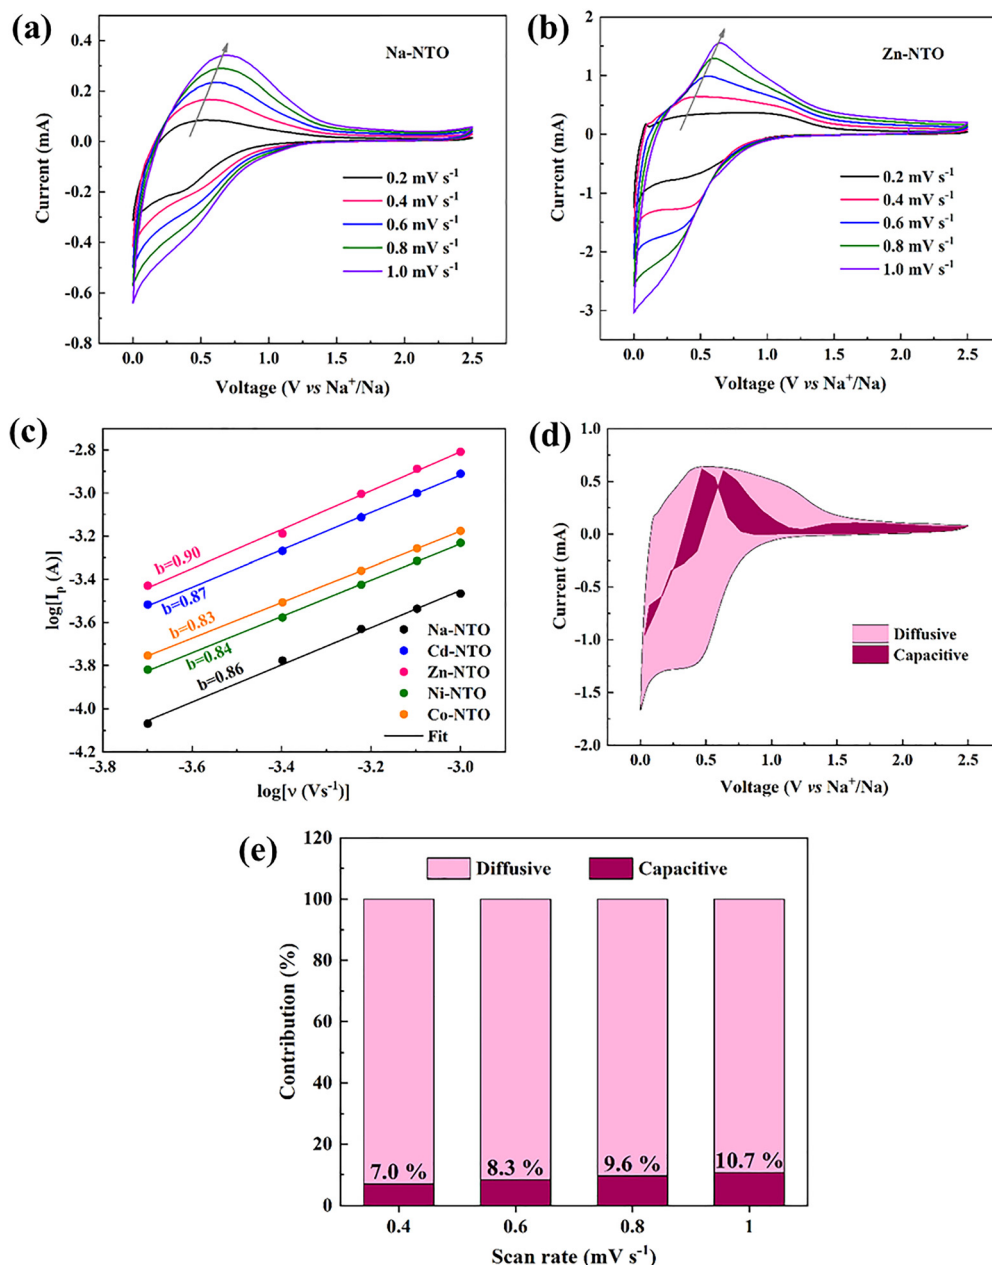 (a)
Na-NTO
0.4
0.2
0.0
-0.2
-0.4
-0.6
-0.8
Current (mA)
0.2 mV s⁻¹
0.4 mV s⁻¹
0.6 mV s⁻¹
0.8 mV s⁻¹
1.0 mV s⁻¹
0.0 0.5 1.0 1.5 2.0 2.5
Voltage (V vs Na⁺/Na)
(b)
Zn-NTO
2
1
0
-1
-2
-3
Current (mA)
0.2 mV s⁻¹
0.4 mV s⁻¹
0.6 mV s⁻¹
0.8 mV s⁻¹
1.0 mV s⁻¹
0.0 0.5 1.0 1.5 2.0 2.5
Voltage (V vs Na⁺/Na)
(c)
-2.8
-3.0
-3.2
-3.4
-3.6
-3.8
-4.0
-4.2
log[Iₚ (A)]
b=0.90
b=0.87
b=0.83
b=0.84
b=0.86
Na-NTO
Cd-NTO
Zn-NTO
Ni-NTO
Co-NTO
Fit
-3.8 -3.6 -3.4 -3.2 -3.0
log[ν (Vs⁻¹)]
(d)
1.0
0.5
0.0
-0.5
-1.0
-1.5
-2.0
Current (mA)
Diffusive
Capacitive
0.0 0.5 1.0 1.5 2.0 2.5
Voltage (V vs Na⁺/Na)
(e)
120
100
80
60
40
20
0
Contribution (%)
Diffusive Capacitive
7.0 % 8.3 % 9.6 % 10.7 %
0.4 0.6 0.8 1
Scan rate (mV s⁻¹)